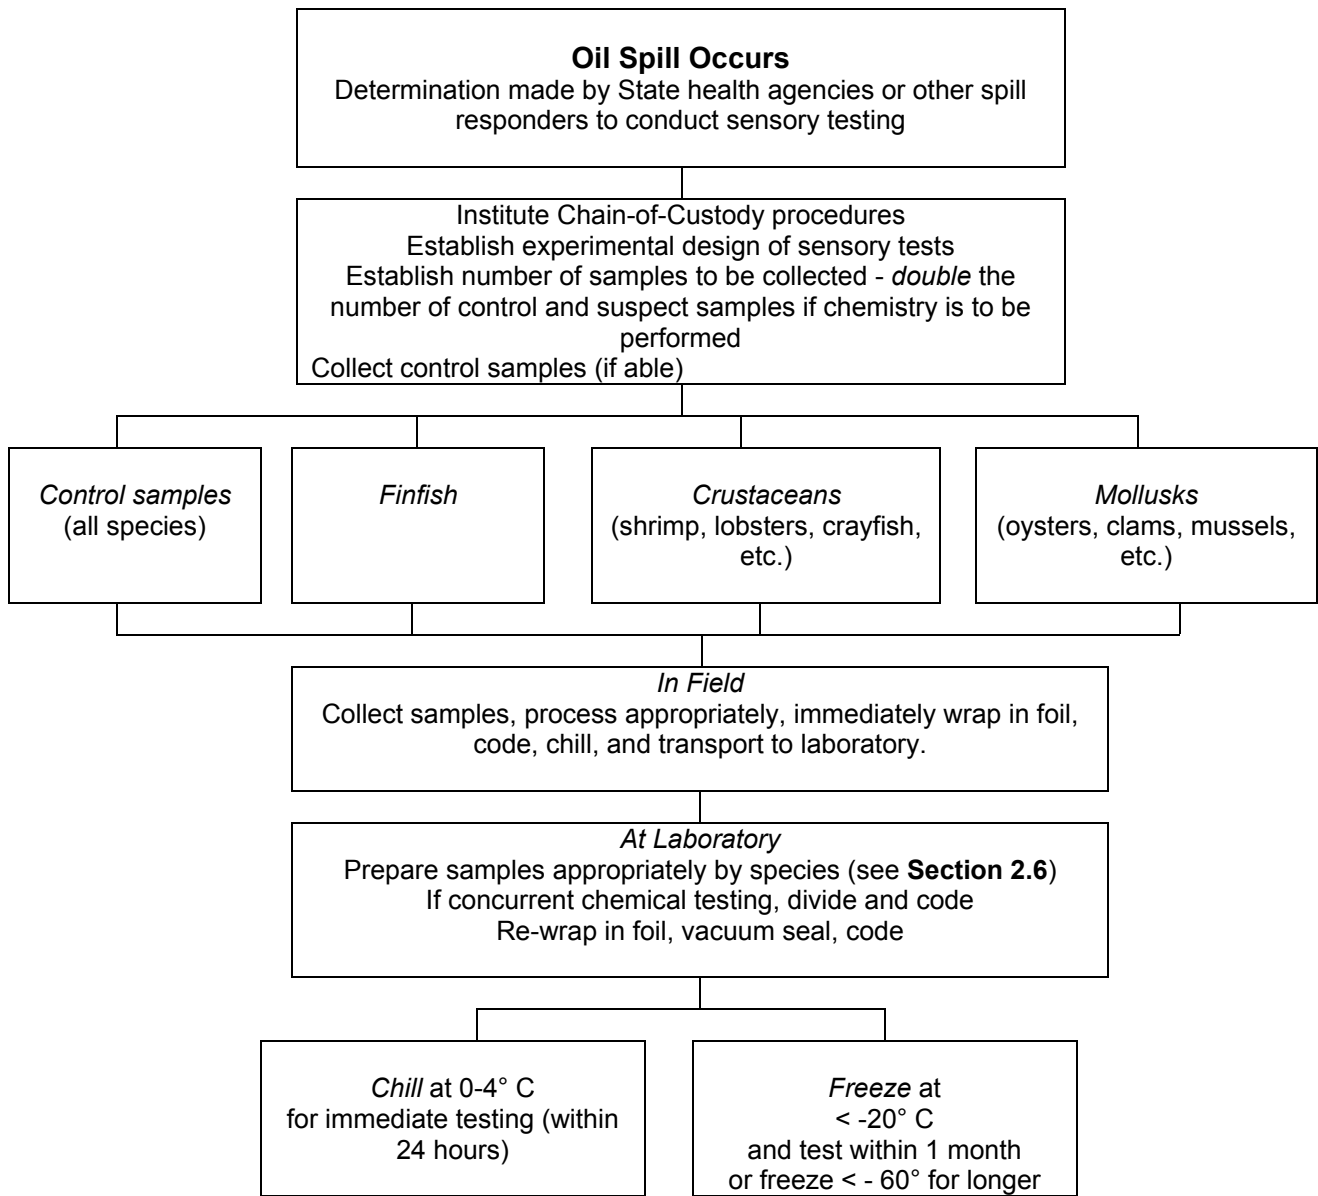 Oil Spill Occurs
Determination made by State health agencies or other spill
responders to conduct sensory testing
Institute Chain-of-Custody procedures
Establish experimental design of sensory tests
Establish number of samples to be collected - double the
number of control and suspect samples if chemistry is to be
performed
Collect control samples (if able)
Control samples
(all species)
Finfish
Crustaceans
(shrimp, lobsters, crayfish,
etc.)
Mollusks
(oysters, clams, mussels,
etc.)
In Field
Collect samples, process appropriately, immediately wrap in foil,
code, chill, and transport to laboratory.
At Laboratory
Prepare samples appropriately by species (see Section 2.6)
If concurrent chemical testing, divide and code
Re-wrap in foil, vacuum seal, code
Chill at 0-4° C
for immediate testing (within
24 hours)
Freeze at
< -20° C
and test within 1 month
or freeze < - 60° for longer